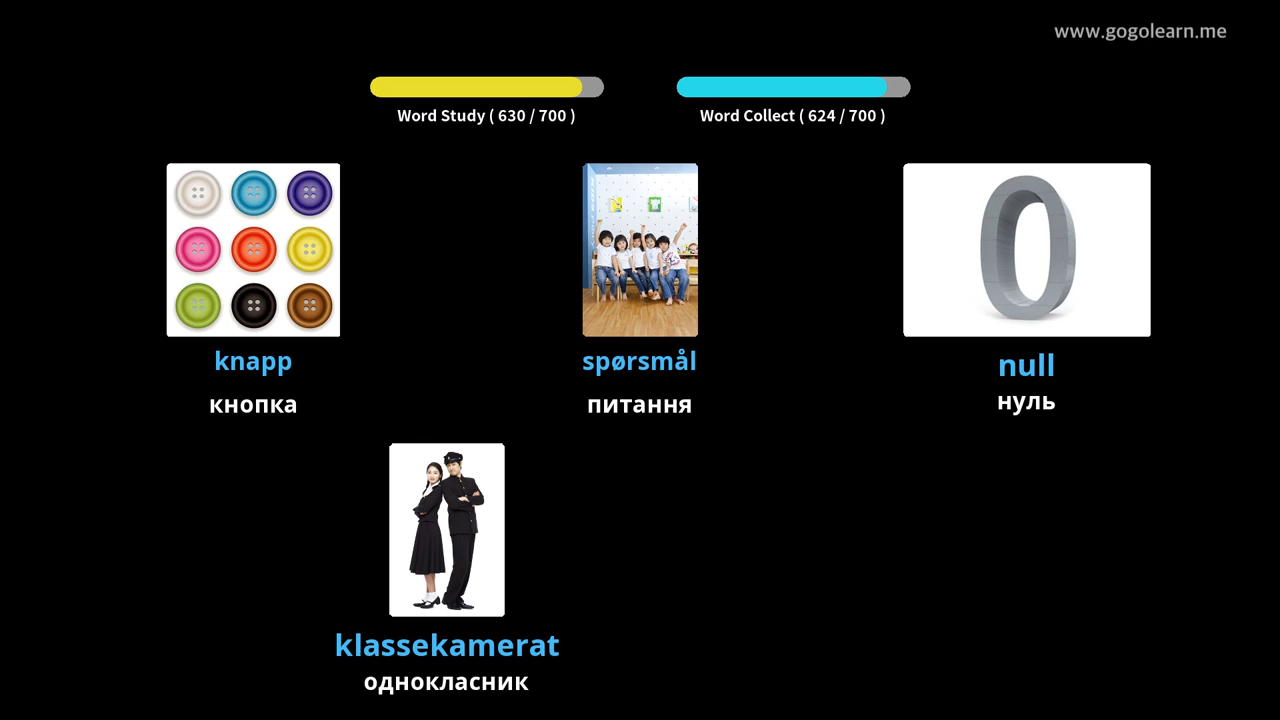 www.gogolearn.me
Word Study ( 630 / 700 )
Word Collect ( 624 / 700 )
knapp
spørsmål
null
кнопка
питання
нуль
klassekamerat
однокласник